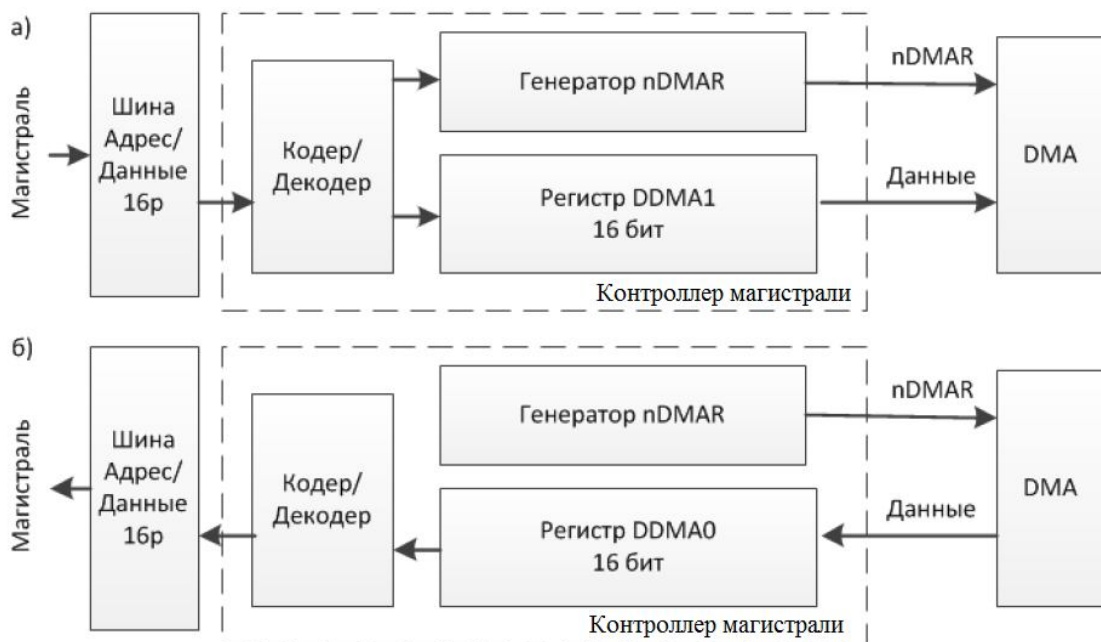 а)
Магистраль
Шина
Адрес/
Данные
16р
Кодер/
Декодер
Генератор nDMAR
Регистр DDMA1
16 бит
Контроллер магистрали
nDMAR
Данные
DMA
б)
Магистраль
Шина
Адрес/
Данные
16р
Кодер/
Декодер
Генератор nDMAR
Регистр DDMA0
16 бит
Контроллер магистрали
nDMAR
Данные
DMA